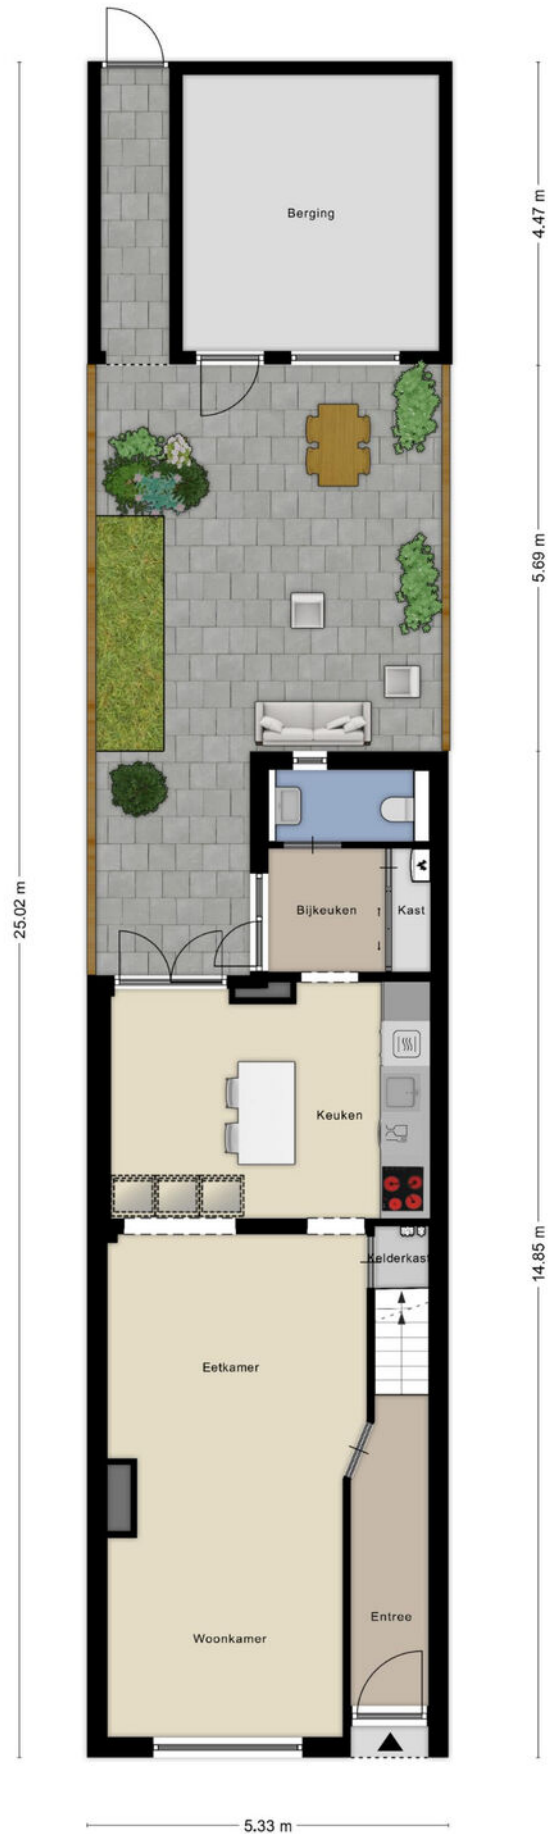 Berging
4.47 m
5.69 m
25.02 m
Bijkeuken
Kast
Keuken
14.85 m
Kelderkast
Eetkamer
Entree
Woonkamer
5.33 m